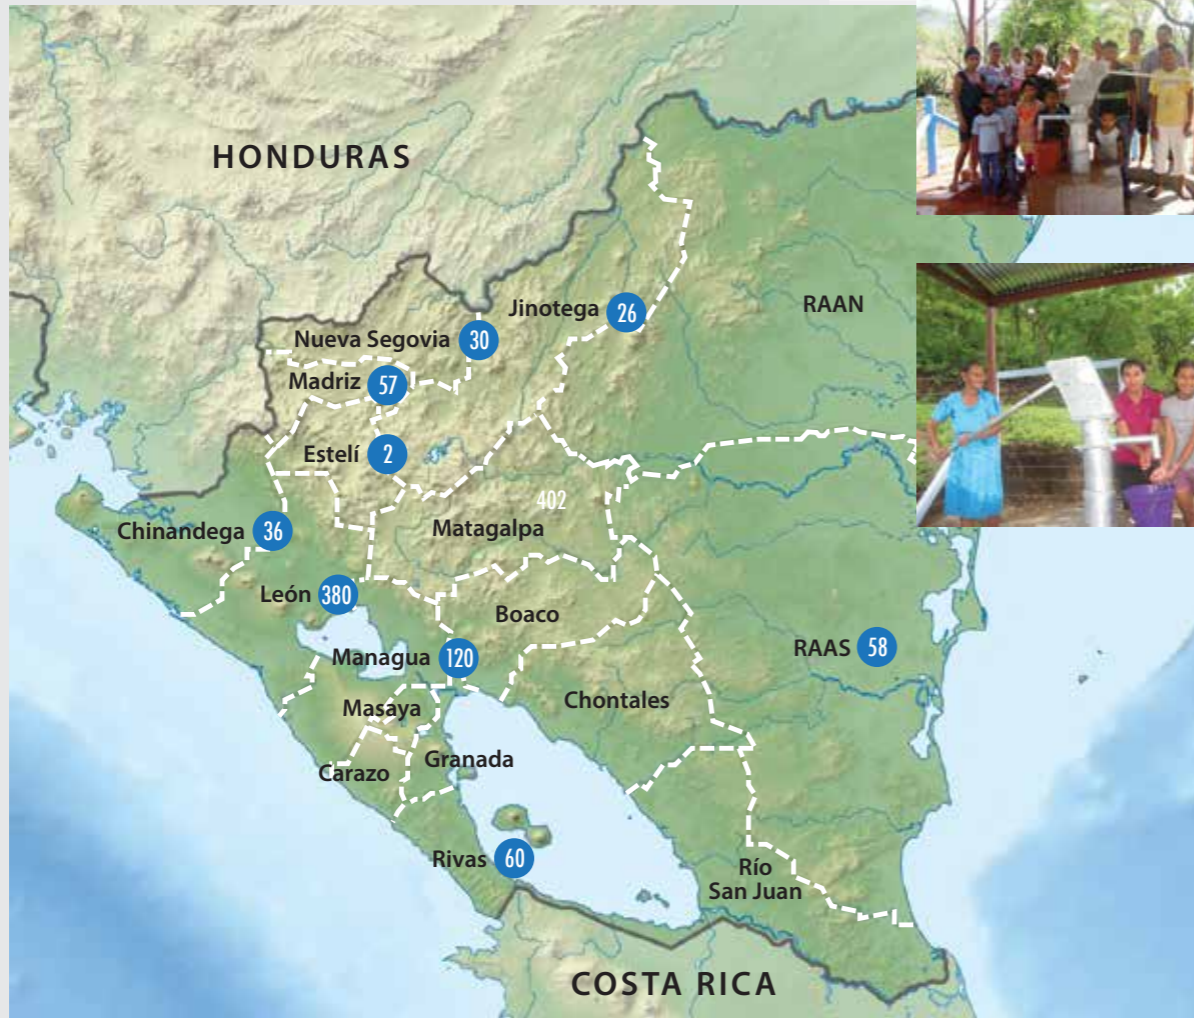 HONDURAS
Jinotega 26
RAAN
Nueva Segovia 30
Madriz 57
Estelí 2
402
Chinandega 36
Matagalpa
León 380
Boaco
RAAS 58
Managua 120
Chontales
Masaya
Granada
Carazo
Rivas 60
Río
San Juan
COSTA RICA